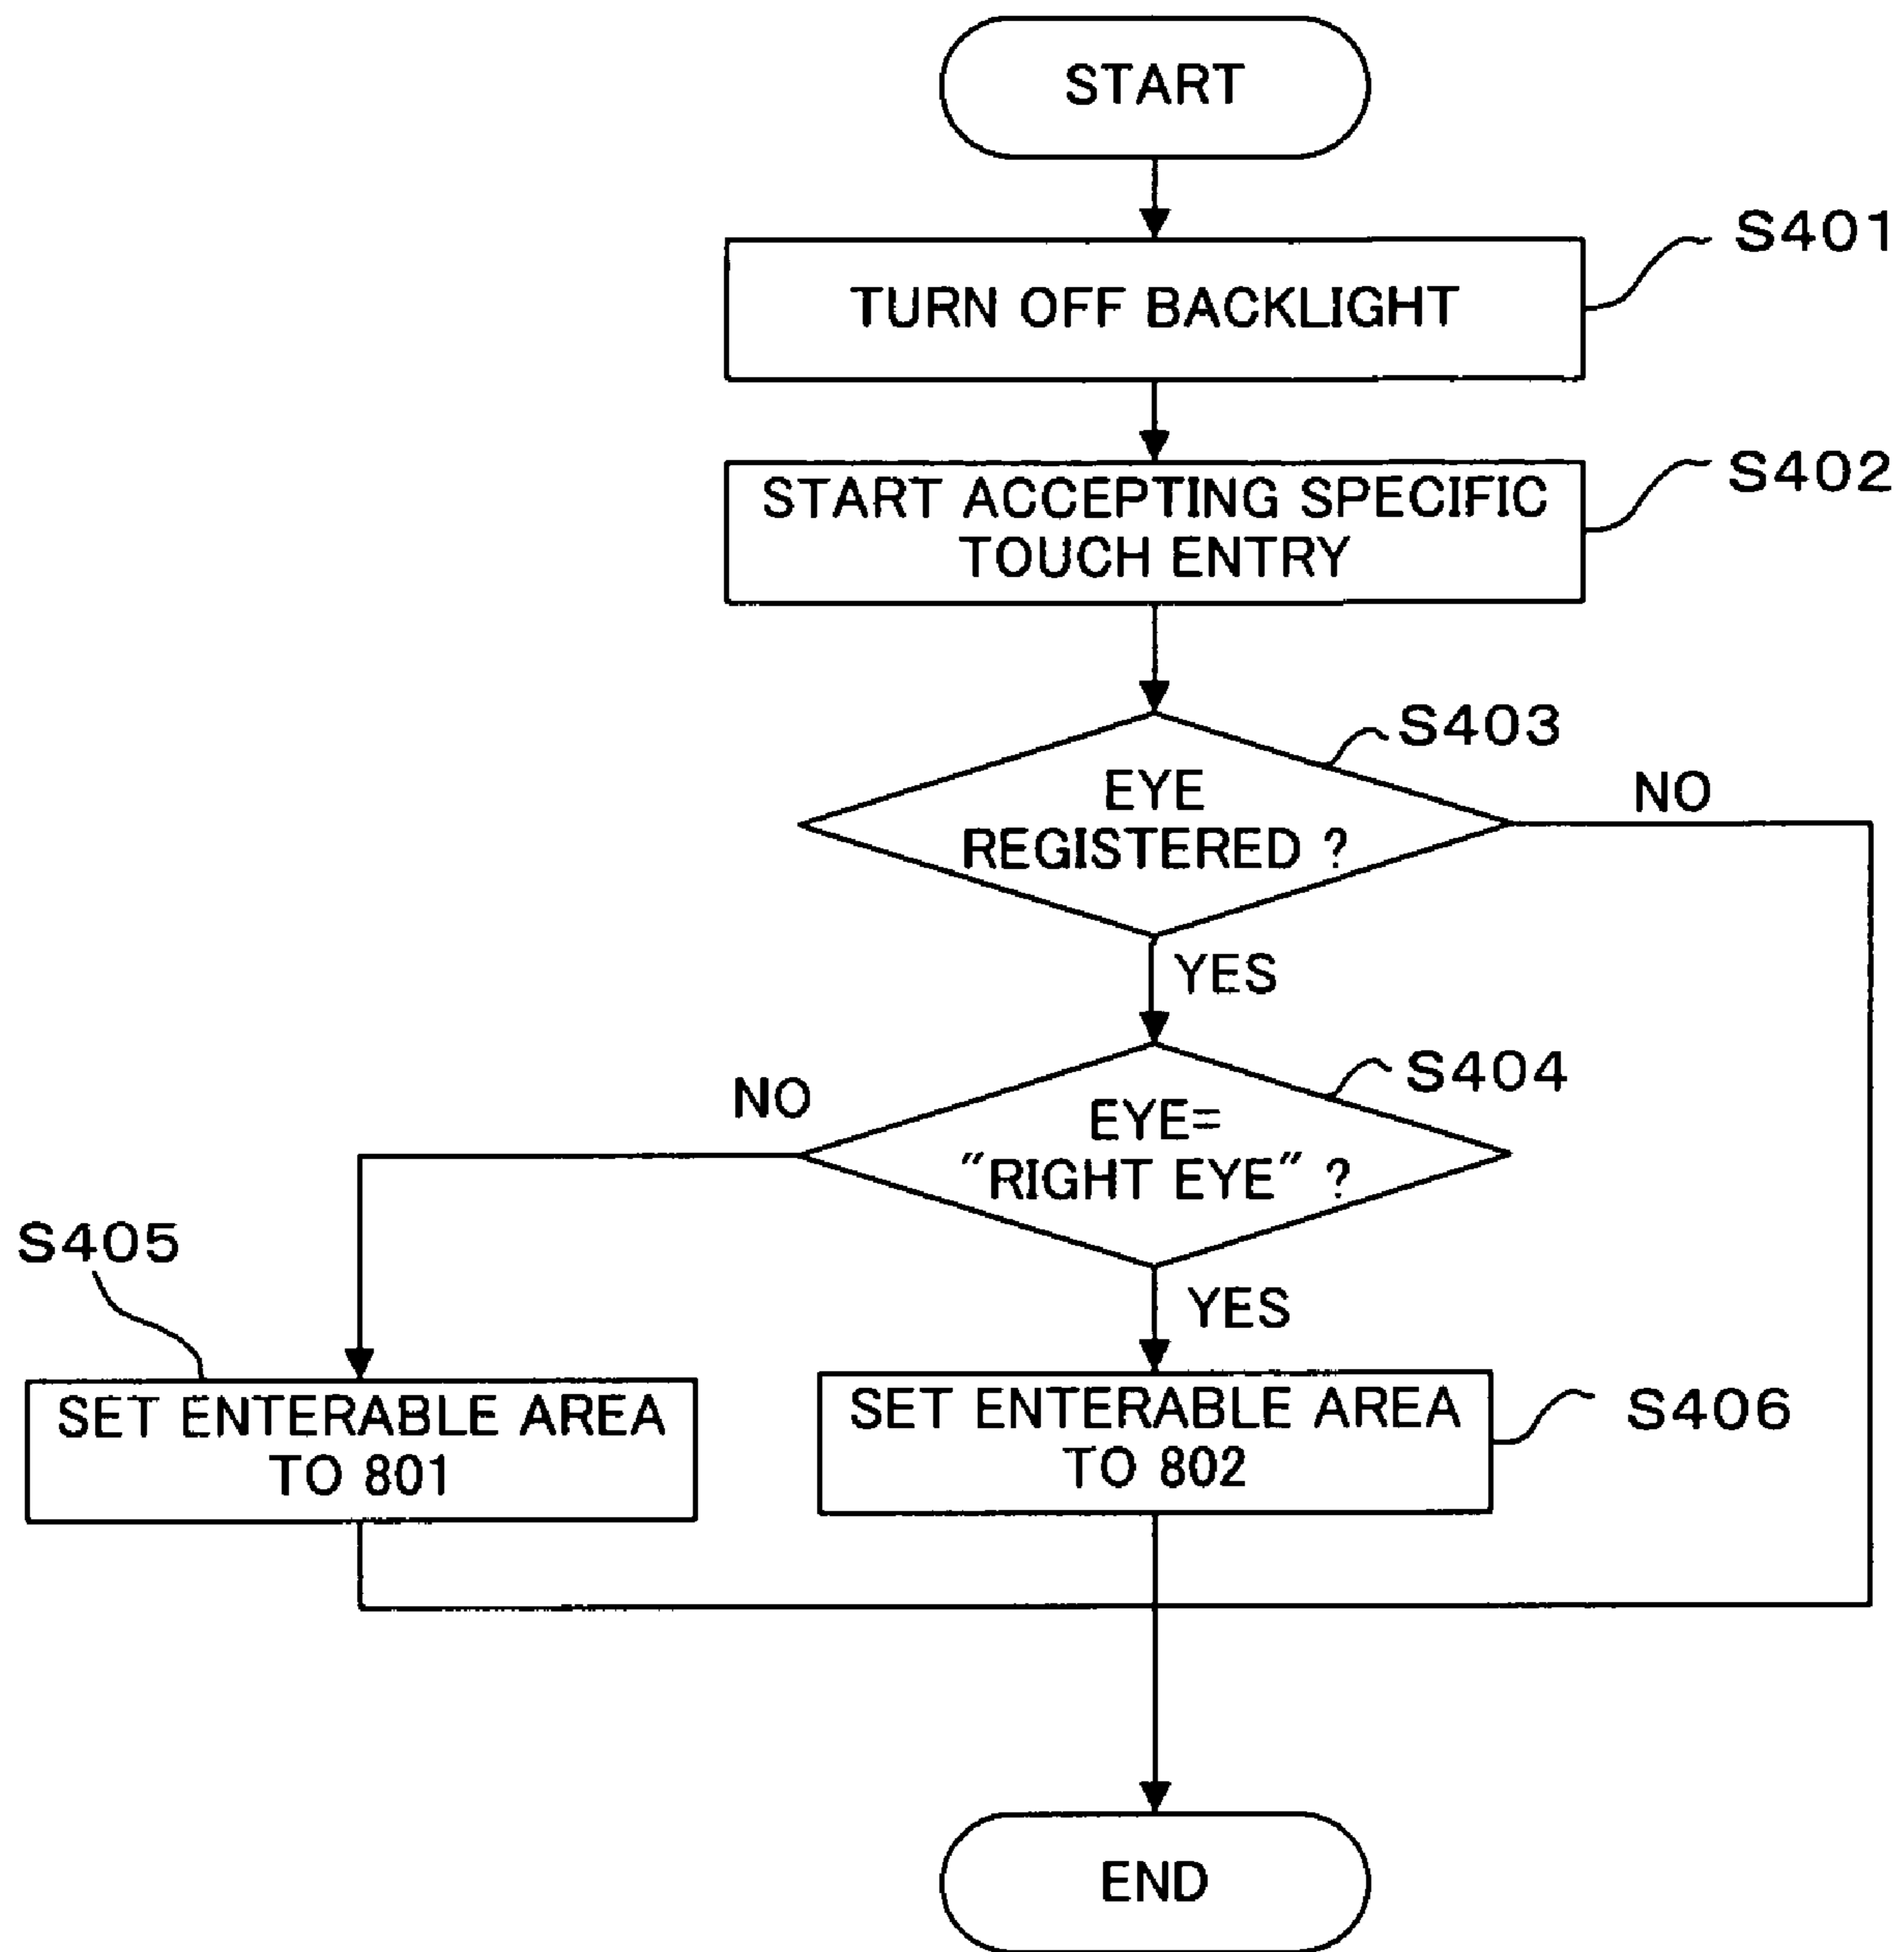 START
S401
TURN OFF BACKLIGHT
S402
START ACCEPTING SPECIFIC
TOUCH ENTRY
S403
EYE
REGISTERED ?
NO
YES
S404
NO
EYE=
"RIGHT EYE" ?
YES
S405
SET ENTERABLE AREA
TO 801
SET ENTERABLE AREA
TO 802
S406
END